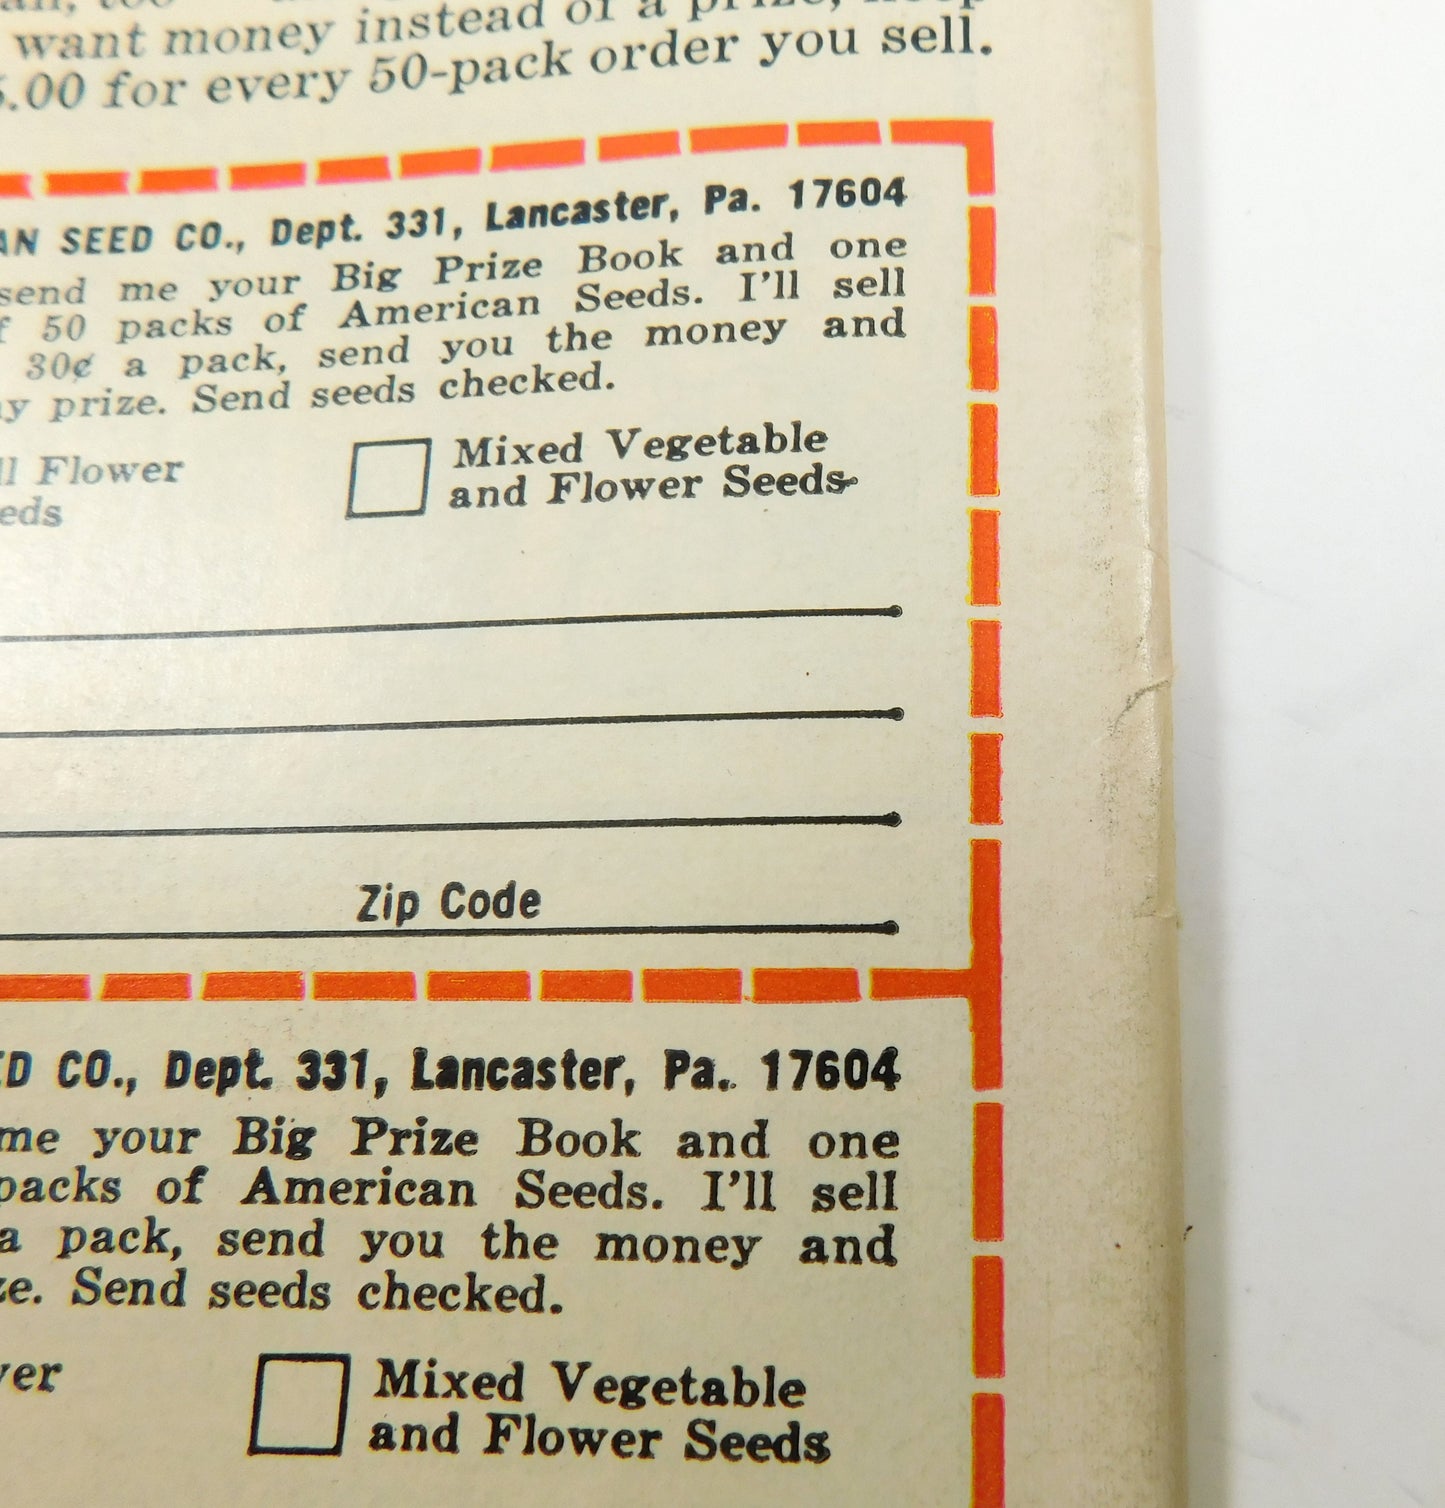 want money instead of a prize, keep
.00 for every 50-pack order you sell.
AN SEED CO., Dept. 331, Lancaster, Pa. 17604
send me your Big Prize Book and one
f 50 packs of American Seeds. I'll sell
30¢ a pack, send you the money and
y prize. Send seeds checked.
ll Flower
eds
Mixed Vegetable
and Flower Seeds
Zip Code
ED CO., Dept. 331, Lancaster, Pa. 17604
me your Big Prize Book and one
packs of American Seeds. I'll sell
a pack, send you the money and
ze. Send seeds checked.
wer
Mixed Vegetable
and Flower Seeds